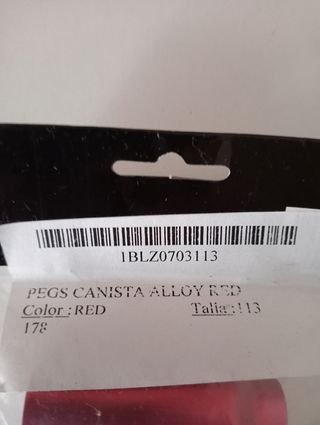 1BLZ0703113
PEGS CANISTA ALLOY RED
Color : RED Talla : 113
178